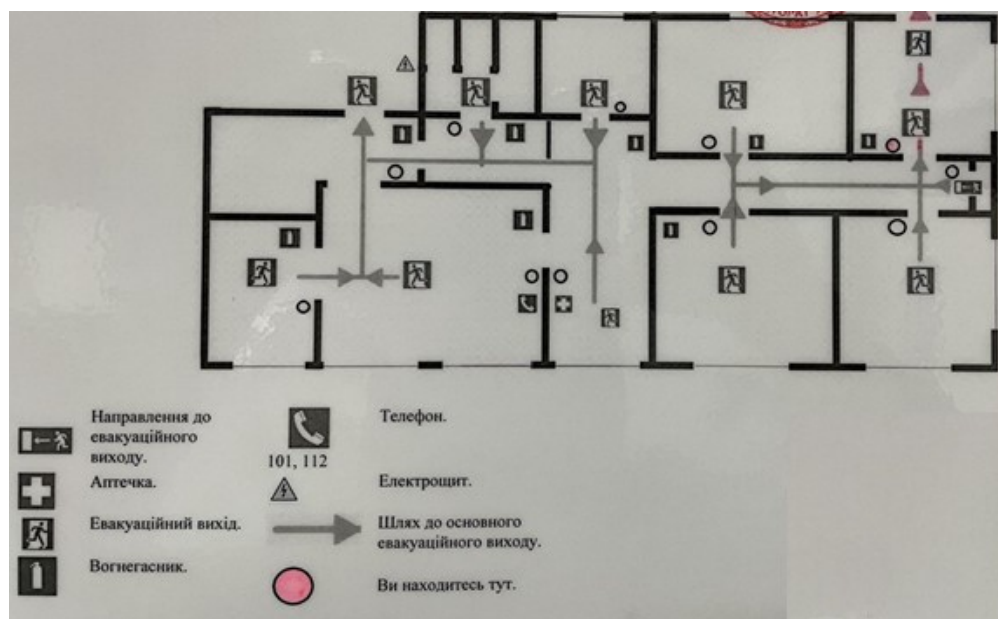 Направлення до
евакуаційного
виходу.
Аптечка.
Евакуаційний вихід.
Вогнегасник.
Телефон.
101, 112
Електрощит.
Шлях до основного
евакуаційного виходу.
Ви находитесь тут.